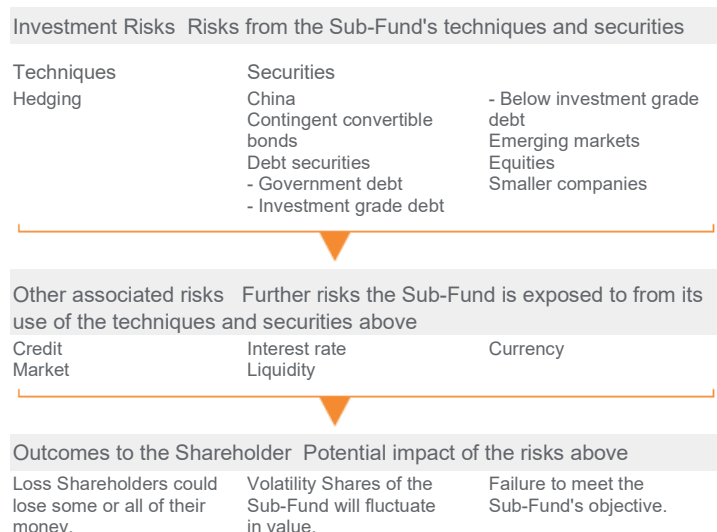 Investment Risks Risks from the Sub-Fund's techniques and securities
Techniques
Hedging
Securities
China
Contingent convertible
bonds
Debt securities
- Government debt
- Investment grade debt
- Below investment grade
debt
Emerging markets
Equities
Smaller companies
Other associated risks Further risks the Sub-Fund is exposed to from its
use of the techniques and securities above
Credit
Market
Interest rate
Liquidity
Currency
Outcomes to the Shareholder Potential impact of the risks above
Loss Shareholders could
lose some or all of their
money.
Volatility Shares of the
Sub-Fund will fluctuate
in value.
Failure to meet the
Sub-Fund's objective.